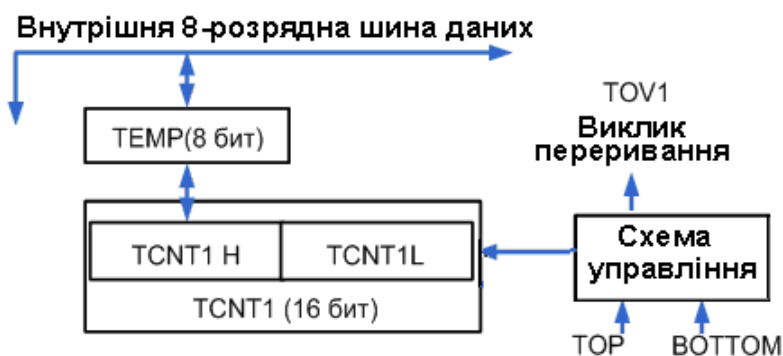 Внутрішня 8-розрядна шина даних
TOV1
Виклик
переривання
TEMP(8 бит)
TCNT1 H
TCNT1L
TCNT1 (16 бит)
Схема
управління
TOP
BOTTOM